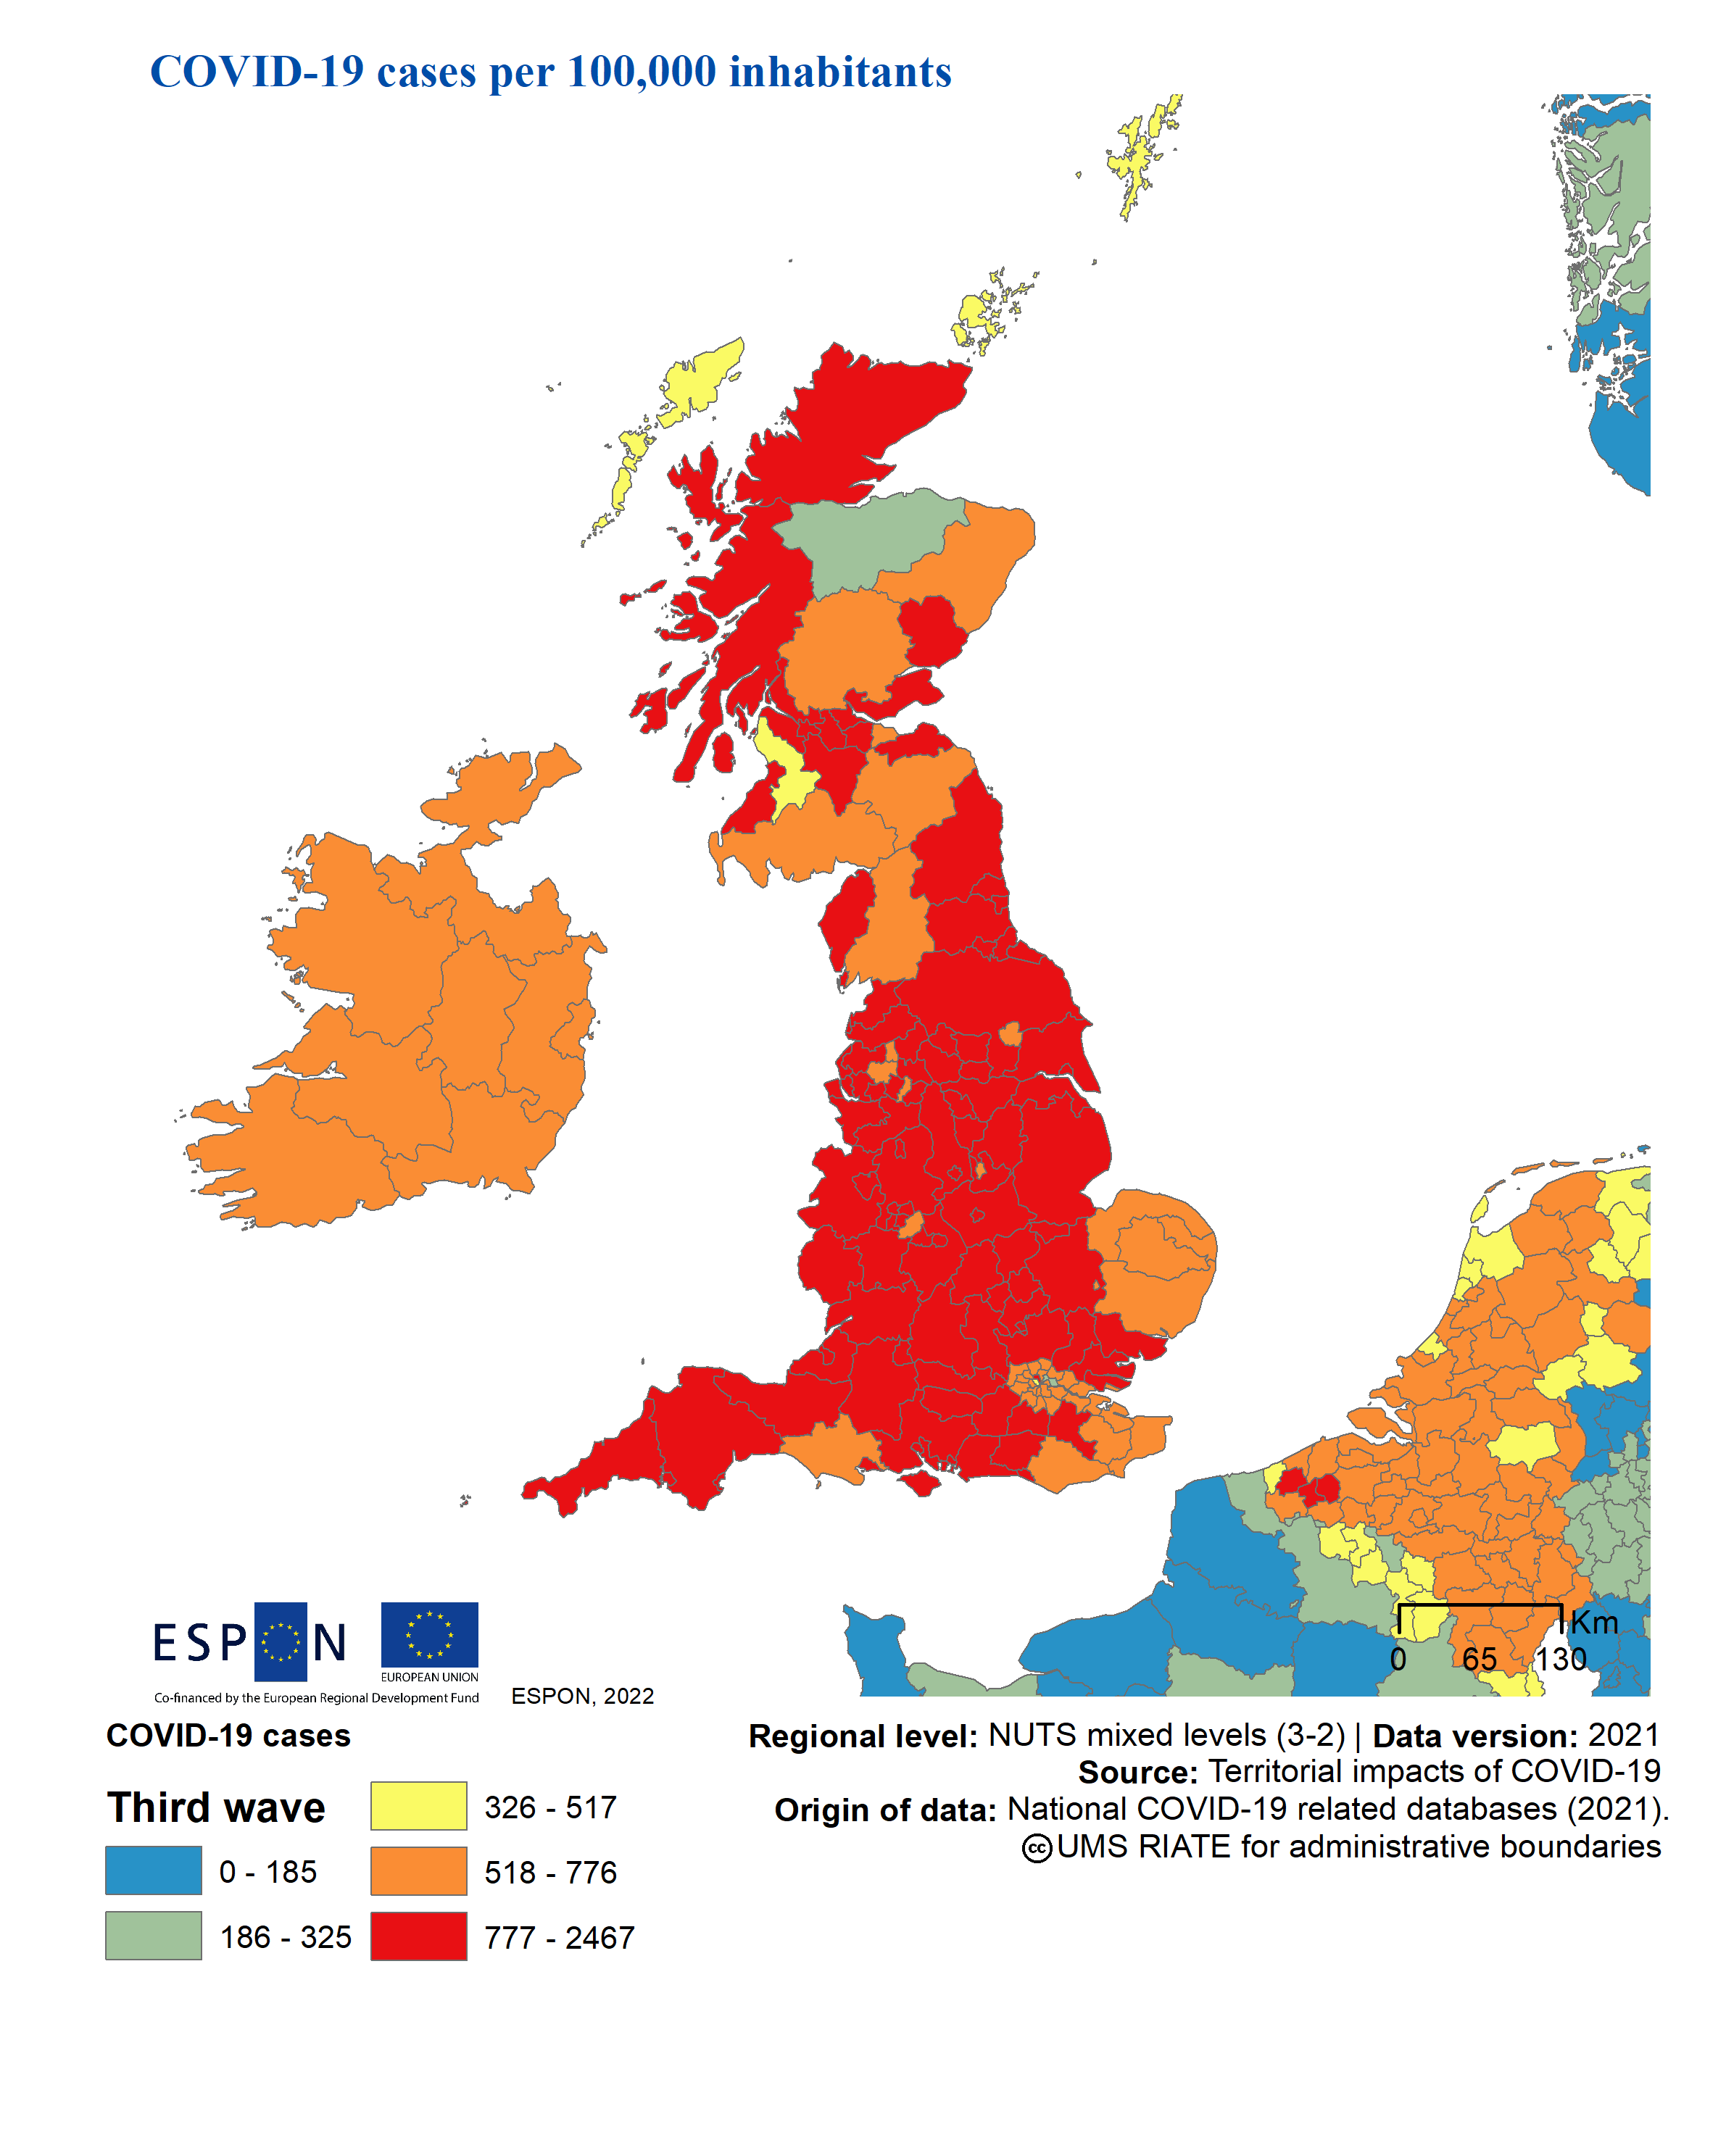 COVID-19 cases per 100,000 inhabitants
ESPON
EUROPEAN UNION
Co-financed by the European Regional Development Fund
ESPON, 2022
Km
0 65 130
COVID-19 cases
Third wave
0 - 185
186 - 325
326 - 517
518 - 776
777 - 2467
Regional level: NUTS mixed levels (3-2) | Data version: 2021
Source: Territorial impacts of COVID-19
Origin of data: National COVID-19 related databases (2021).
cc UMS RIATE for administrative boundaries